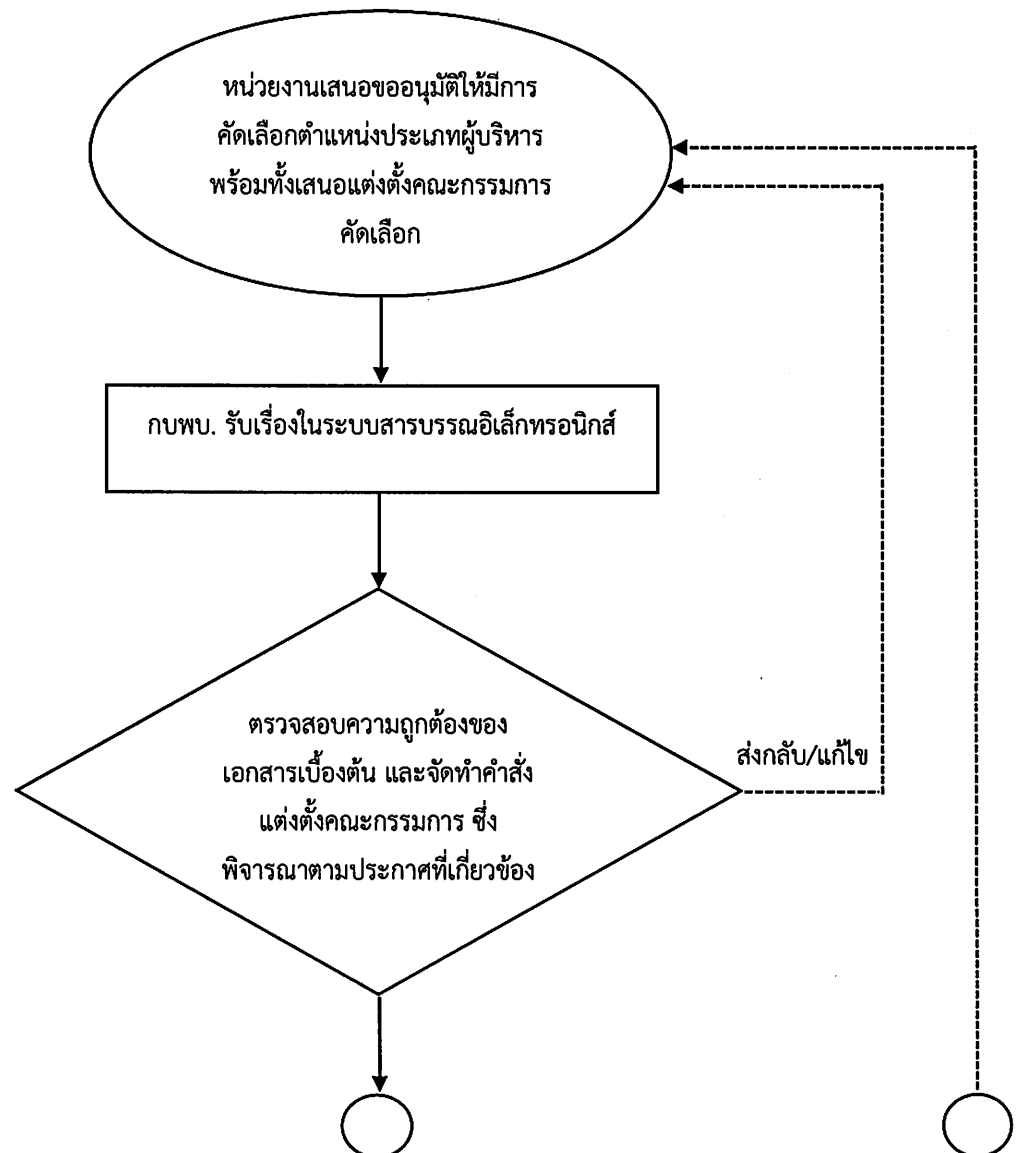 หน่วยงานเสนอขออนุมัติให้มีการ
คัดเลือกตำแหน่งประเภทผู้บริหาร
พร้อมทั้งเสนอแต่งตั้งคณะกรรมการ
คัดเลือก
กบพบ. รับเรื่องในระบบสารบรรณอิเล็กทรอนิกส์
ตรวจสอบความถูกต้องของ
เอกสารเบื้องต้น และจัดทำคำสั่ง
แต่งตั้งคณะกรรมการ ซึ่ง
พิจารณาตามประกาศที่เกี่ยวข้อง
ส่งกลับ/แก้ไข